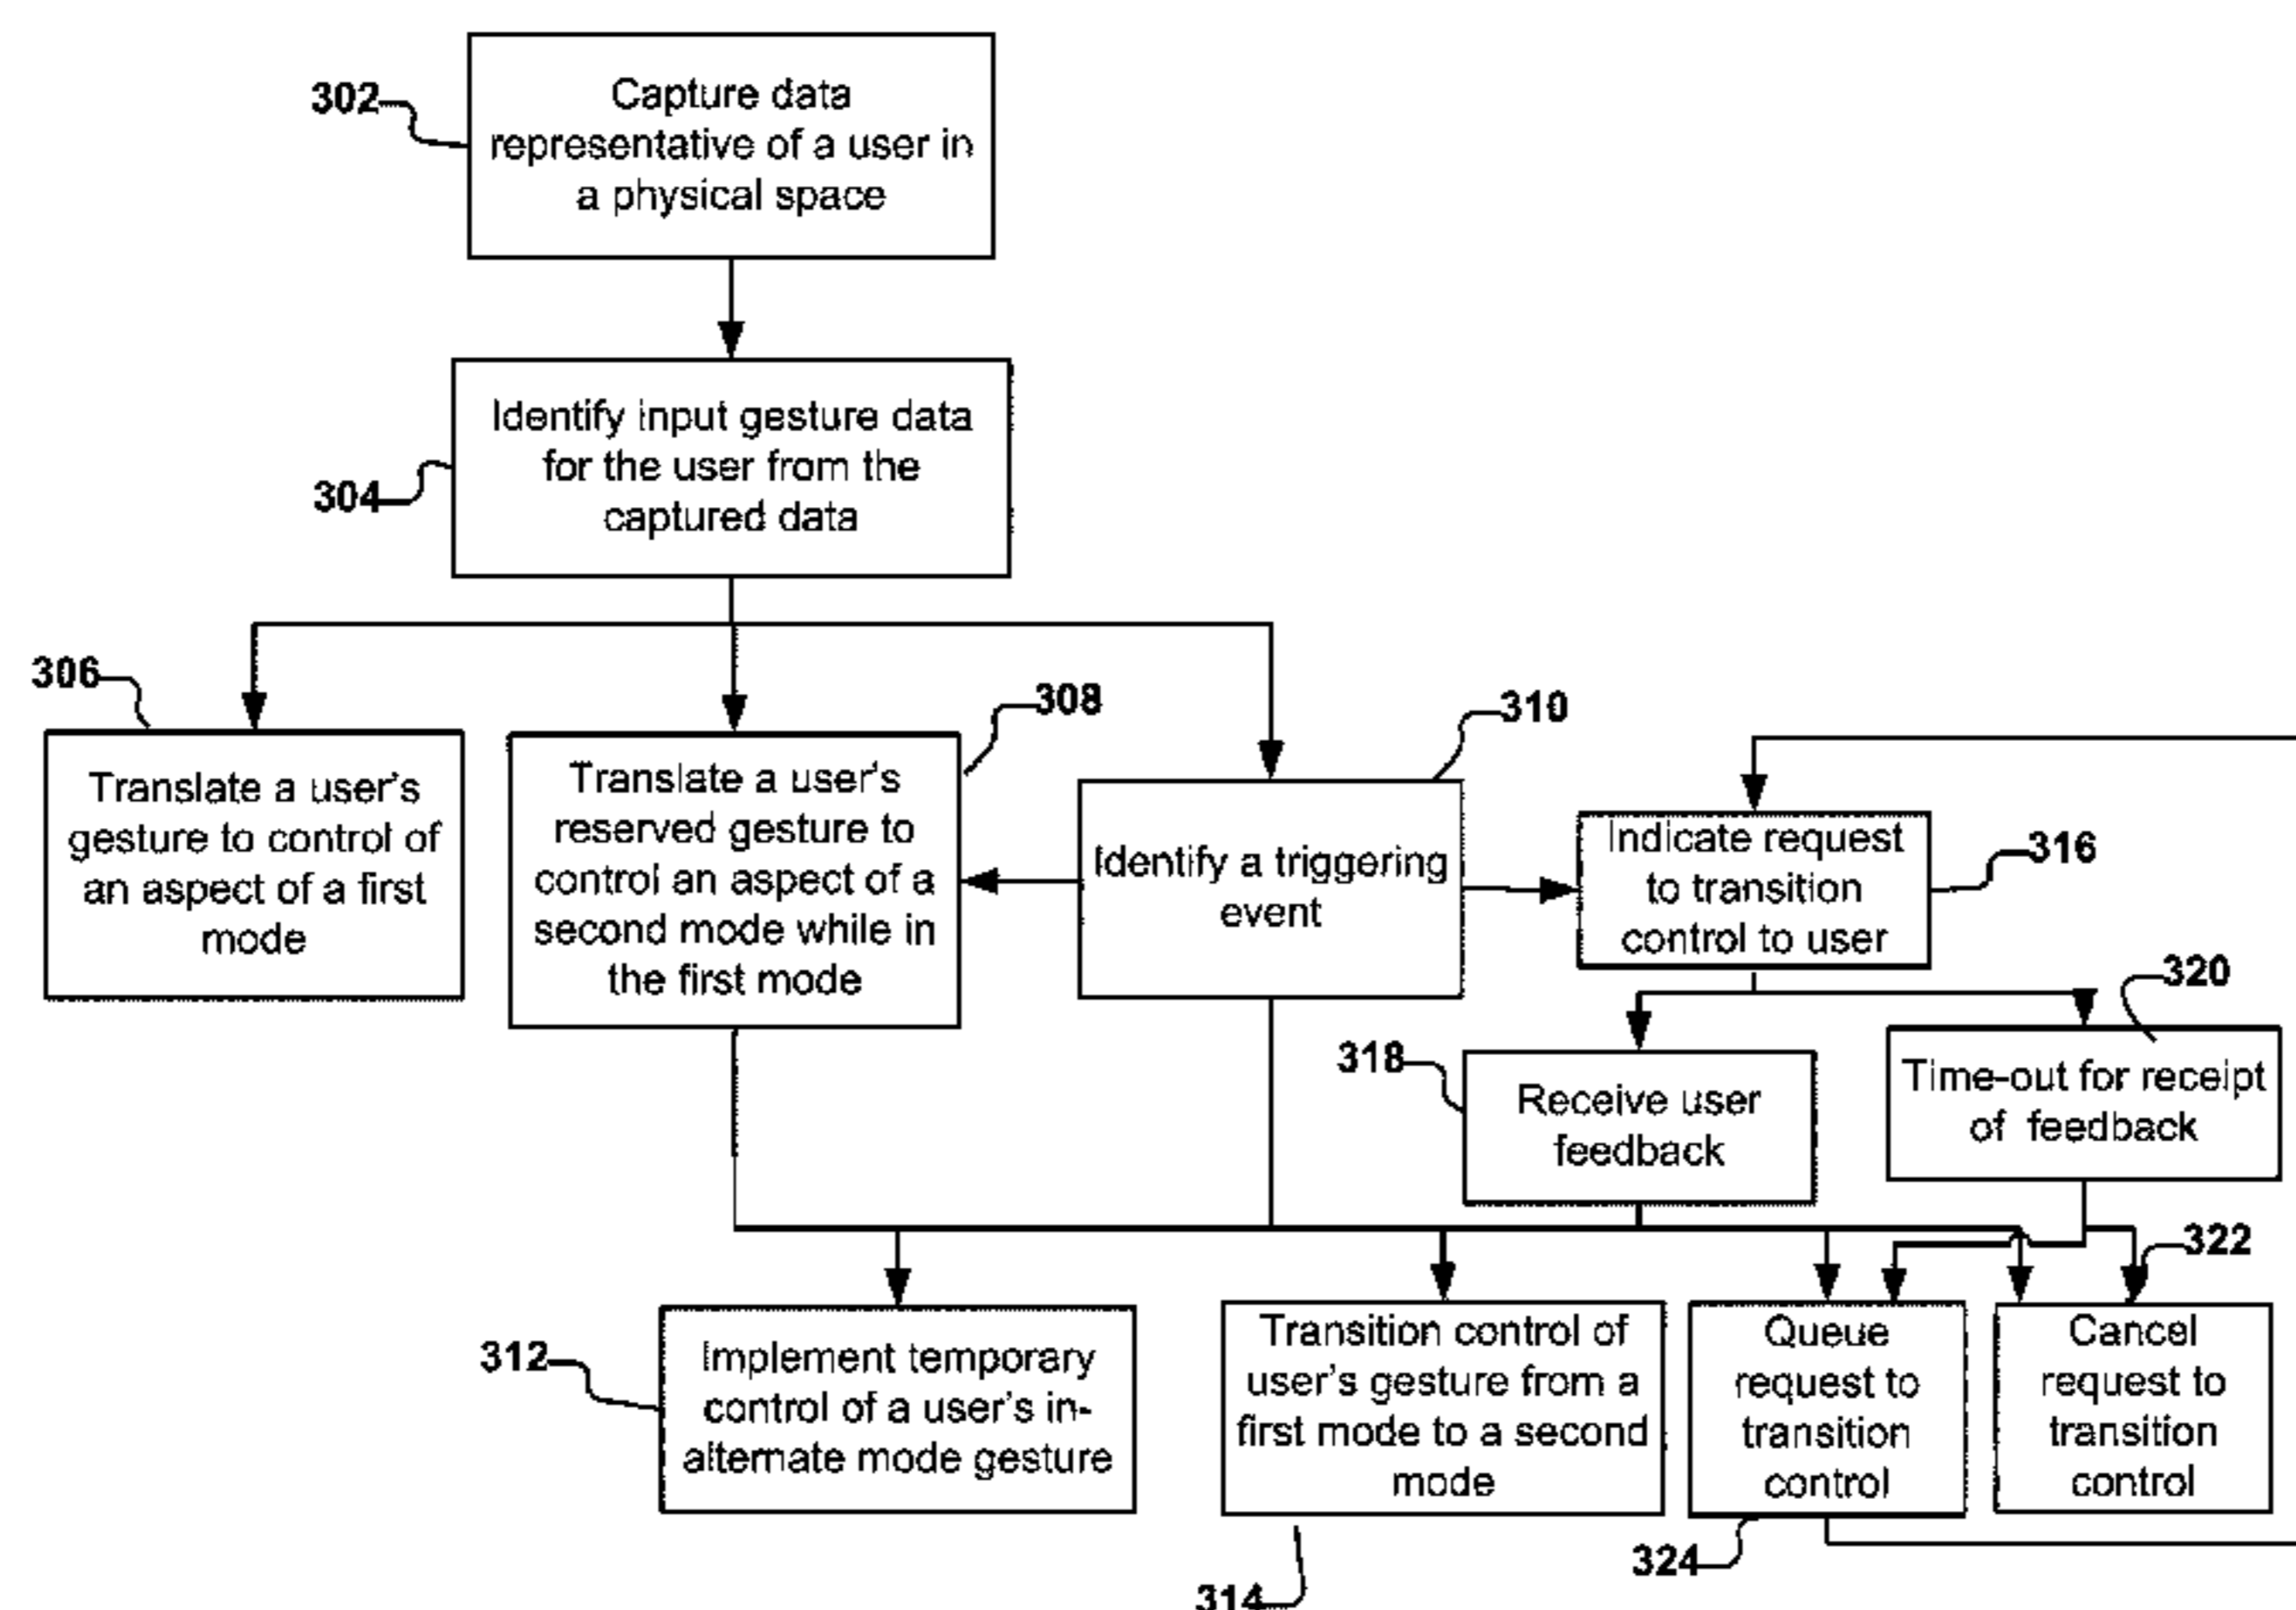 302
Capture data
representative of a user in
a physical space
Identify input gesture data
for the user from the
captured data
304
306
Translate a user's
gesture to control of
an aspect of a first
mode
308
Translate a user's
reserved gesture to
control an aspect of a
second mode while in
the first mode
310
Identify a triggering
event
Indicate request
to transition
control to user
316
318
Receive user
feedback
320
Time-out for receipt
of feedback
312
Implement temporary
control of a user's in-
alternate mode gesture
Transition control of
user's gesture from a
first mode to a second
mode
314
Queue
request to
transition
control
324
322
Cancel
request to
transition
control